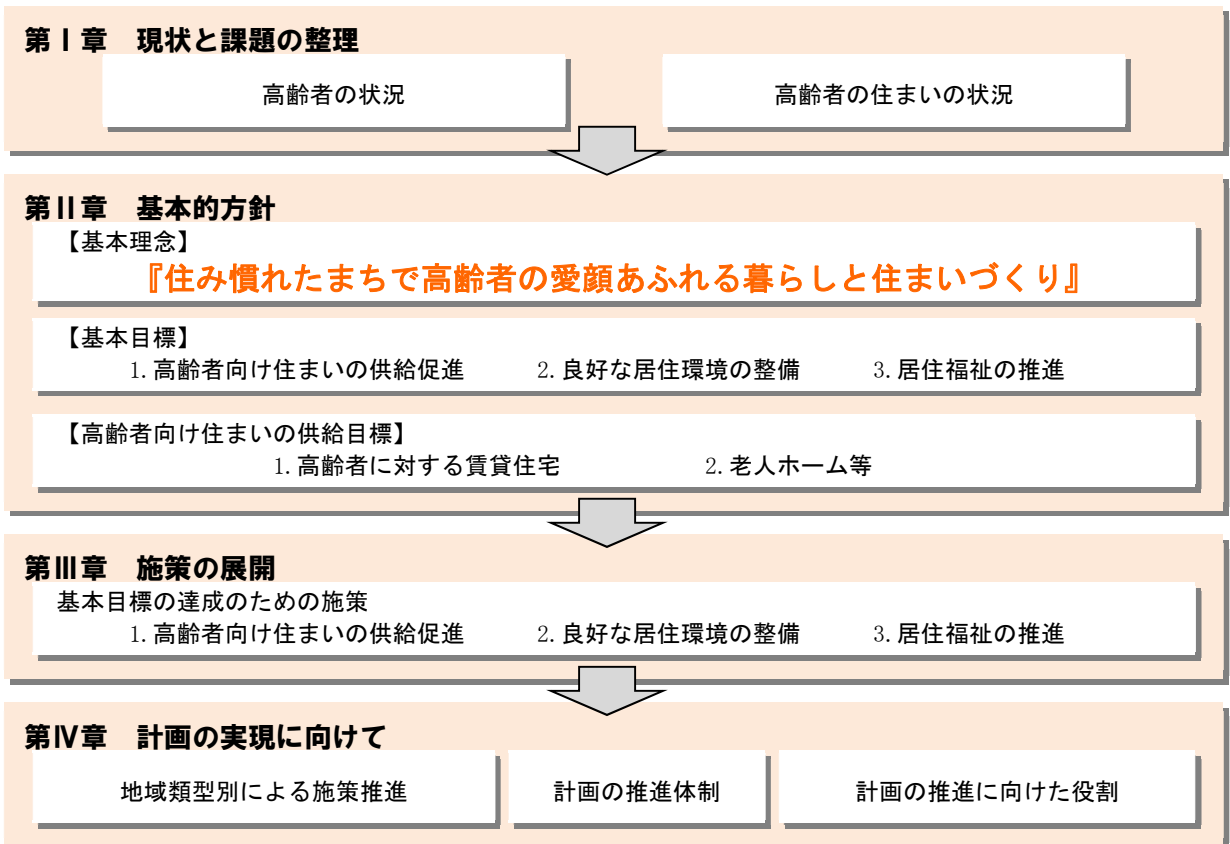 第Ⅰ章　現状と課題の整理
高齢者の状況　高齢者の住まいの状況
第Ⅱ章　基本的方針
【基本理念】
『住み慣れたまちで高齢者の愛顔あふれる暮らしと住まいづくり』
【基本目標】
1.高齢者向け住まいの供給促進　2.良好な居住環境の整備　3.居住福祉の推進
【高齢者向け住まいの供給目標】
1.高齢者に対する賃貸住宅　2.老人ホーム等
第Ⅲ章　施策の展開
基本目標の達成のための施策
1.高齢者向け住まいの供給促進　2.良好な居住環境の整備　3.居住福祉の推進
第Ⅳ章　計画の実現に向けて
地域類型別による施策推進　計画の推進体制　計画の推進に向けた役割